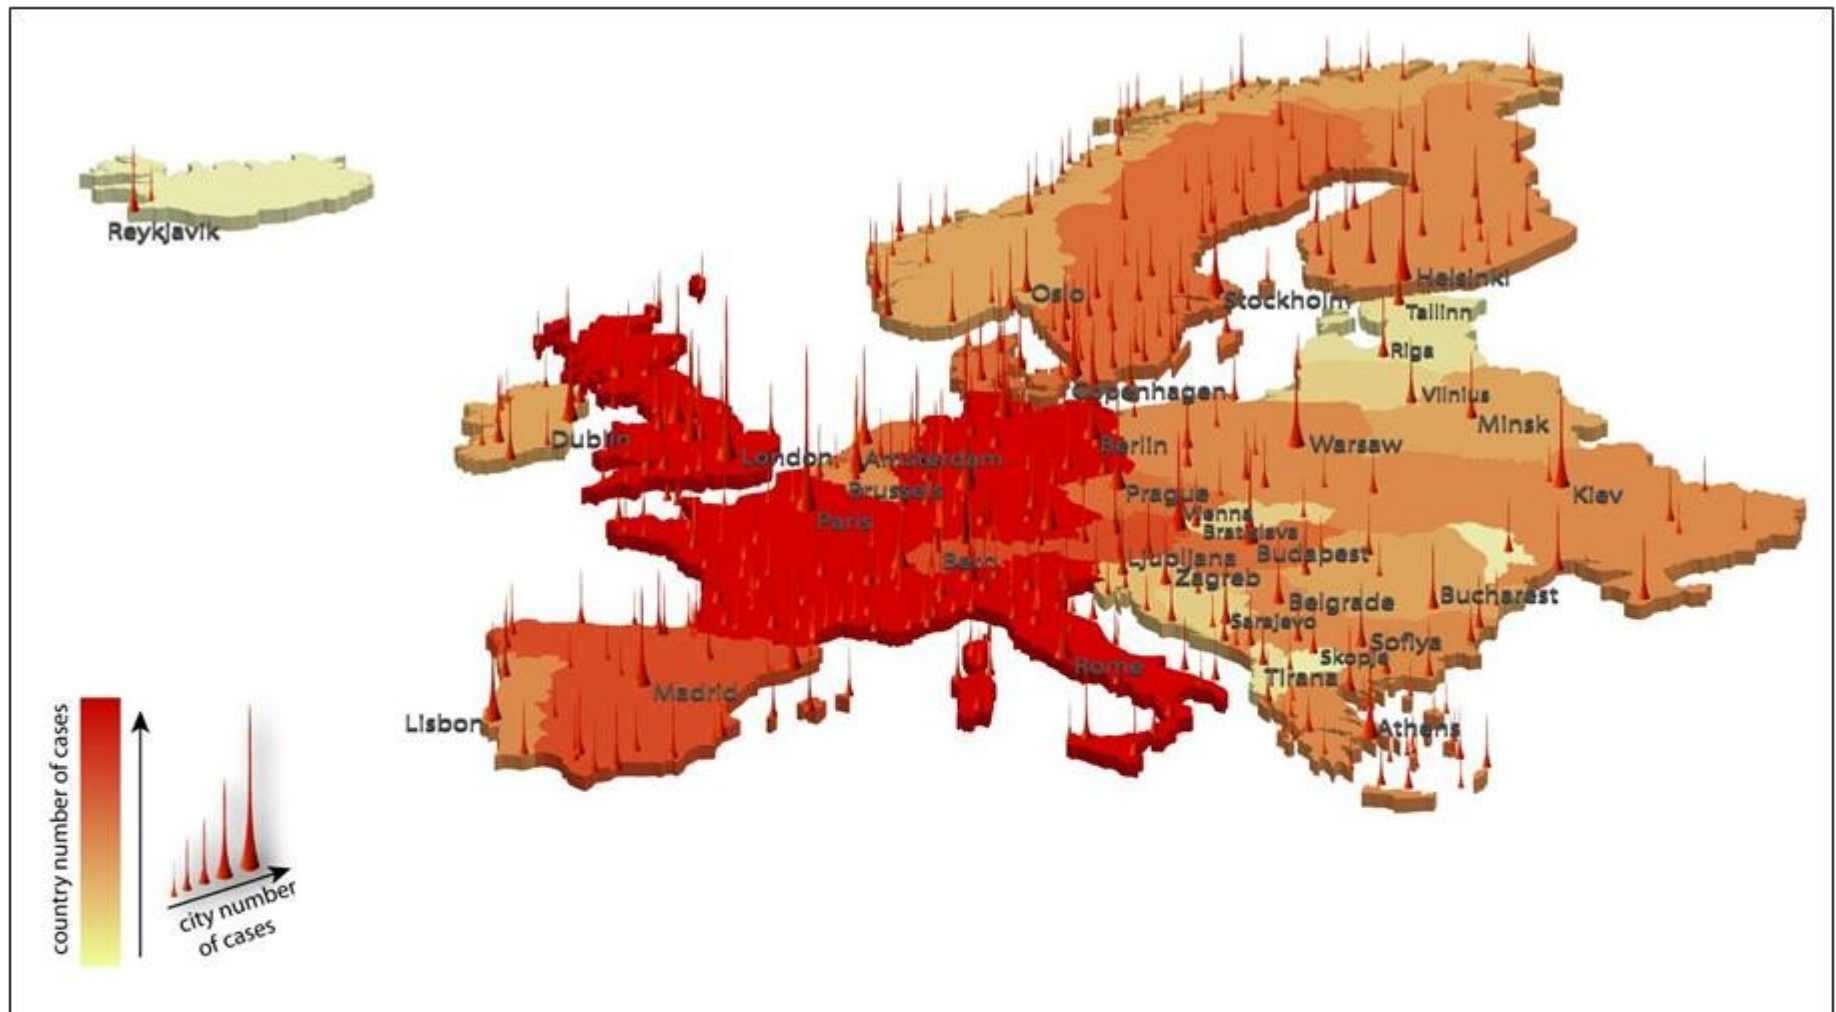 Reykjavik
Oslo
Stockholm
Helsinki
Tallinn
Riga
Vilnius
Minsk
Copenhagen
Dublin
London
Amsterdam
Berlin
Warsaw
Brussels
Prague
Kiev
Paris
Vienna
Bratislava
Bern
Ljubljana
Budapest
Zagreb
Belgrade
Bucharest
Sarajevo
Sofiya
Skopje
Rome
Tirana
Madrid
Lisbon
Athens
country number of cases
city number
of cases